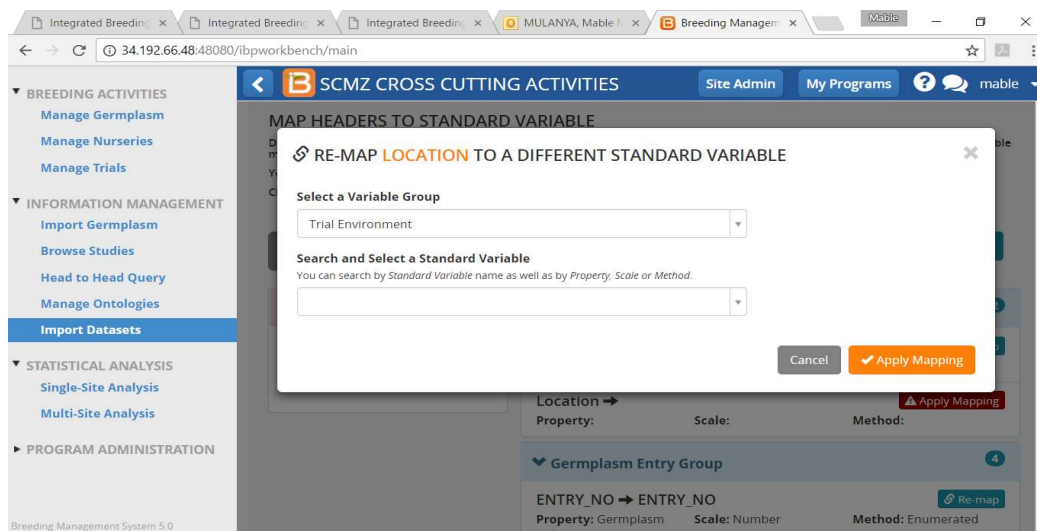 Integrated Breeding
Integrated Breeding
Integrated Breeding
MULANYA, Mable
Breeding Managem
Mable
34.192.66.48:48080/ibpworkbench/main
BREEDING ACTIVITIES
Manage Germplasm
Manage Nurseries
Manage Trials
INFORMATION MANAGEMENT
Import Germplasm
Browse Studies
Head to Head Query
Manage Ontologies
Import Datasets
STATISTICAL ANALYSIS
Single-Site Analysis
Multi-Site Analysis
PROGRAM ADMINISTRATION
Breeding Management System 5.0
SCMZ CROSS CUTTING ACTIVITIES
Site Admin
My Programs
mable
MAP HEADERS TO STANDARD VARIABLE
RE-MAP LOCATION TO A DIFFERENT STANDARD VARIABLE
Select a Variable Group
Trial Environment
Search and Select a Standard Variable
You can search by Standard Variable name as well as by Property, Scale or Method.
Cancel
Apply Mapping
Location ➔
Apply Mapping
Property: Scale: Method:
Germplasm Entry Group
4
ENTRY_NO ➔ ENTRY_NO
Re-map
Property: Germplasm Scale: Number Method: Enumerated